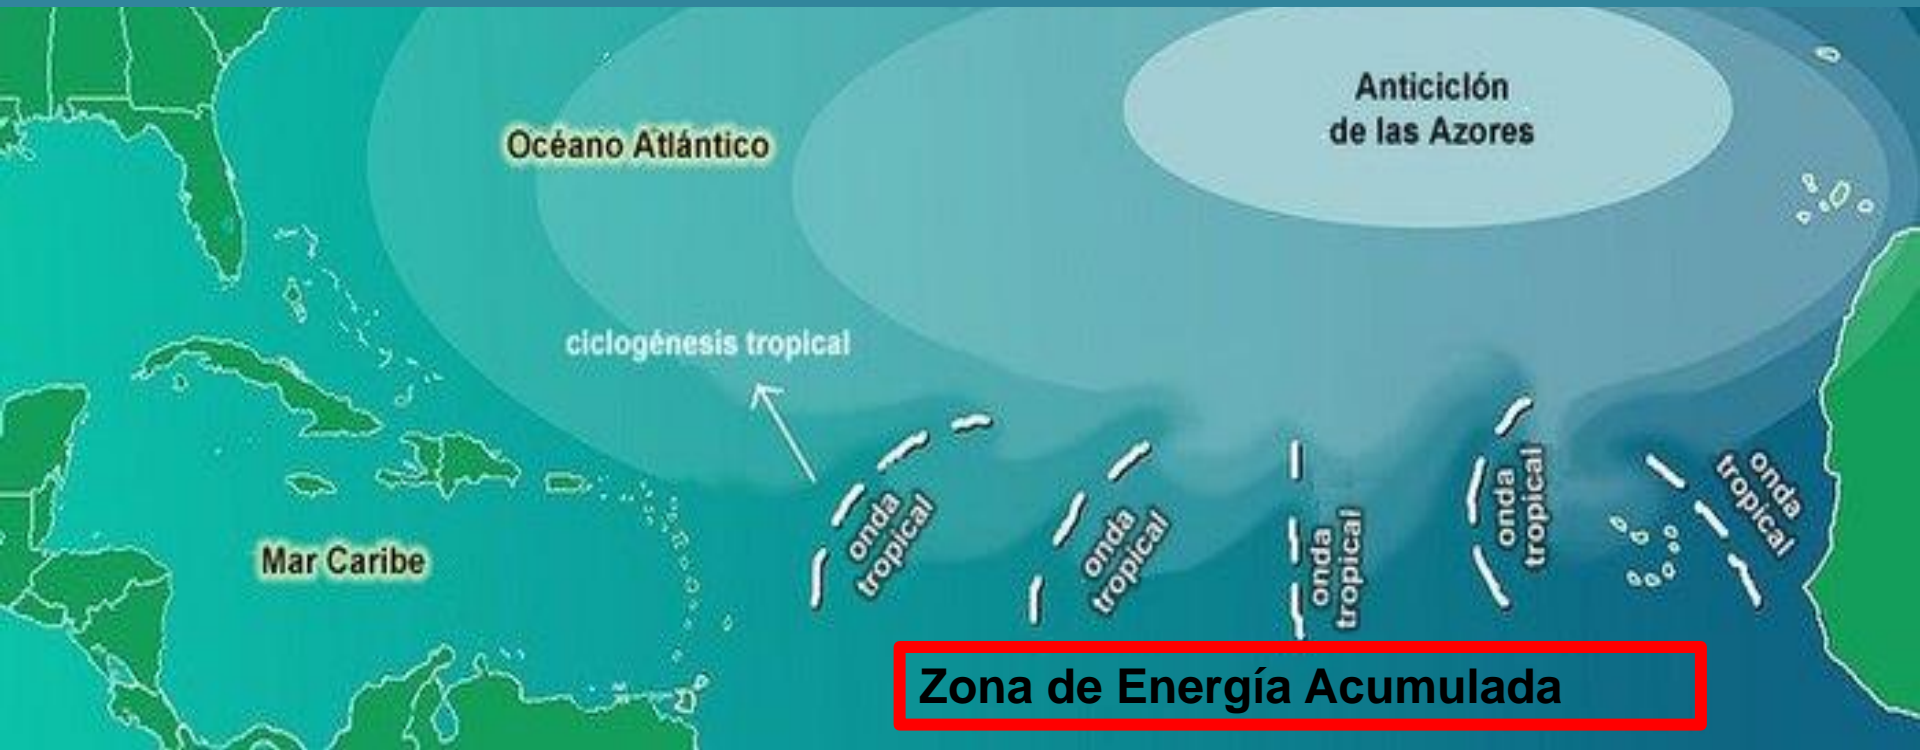 Anticiclón
de las Azores
Océano Atlántico
ciclogénesis tropical
onda
tropical
onda
tropical
onda
tropical
onda
tropical
onda
tropical
Mar Caribe
Zona de Energía Acumulada